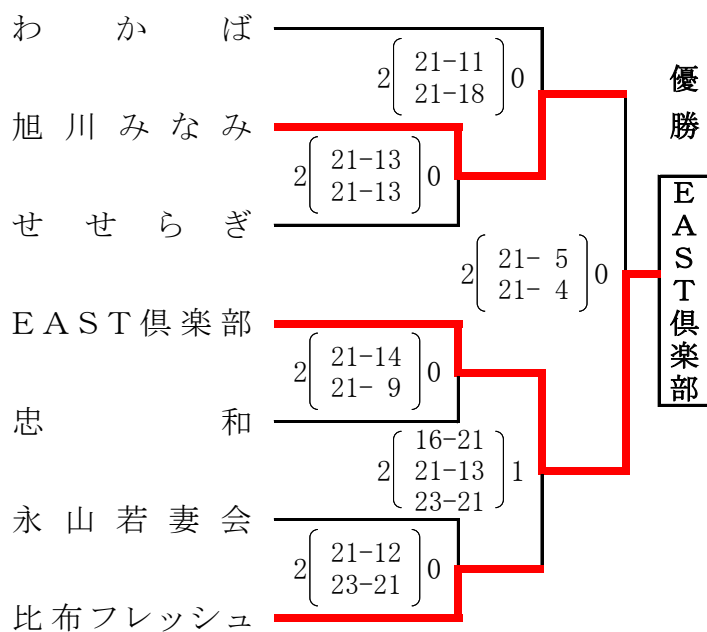 わかば
2 21-11 0
21-18
旭川みなみ
2 21-13 0
21-13
せせらぎ
2 21- 5 0
21- 4
EAST倶楽部
2 21-14 0
21- 9
忠和
2 16-21 1
21-13
23-21
永山若妻会
2 21-12 0
23-21
比布フレッシュ
優勝
EAST倶楽部